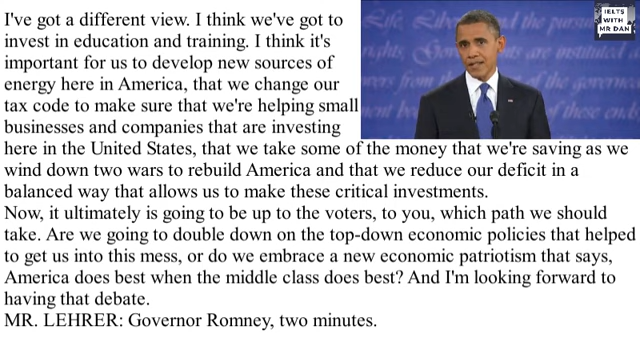 I've got a different view. I think we've got to
invest in education and training. I think it's
important for us to develop new sources of
energy here in America, that we change our
tax code to make sure that we're helping small
businesses and companies that are investing
here in the United States, that we take some of the money that we're saving as we
wind down two wars to rebuild America and that we reduce our deficit in a
balanced way that allows us to make these critical investments.
Now, it ultimately is going to be up to the voters, to you, which path we should
take. Are we going to double down on the top-down economic policies that helped
to get us into this mess, or do we embrace a new economic patriotism that says,
America does best when the middle class does best? And I'm looking forward to
having that debate.
MR. LEHRER: Governor Romney, two minutes.
IELTS
WITH
MR DAN